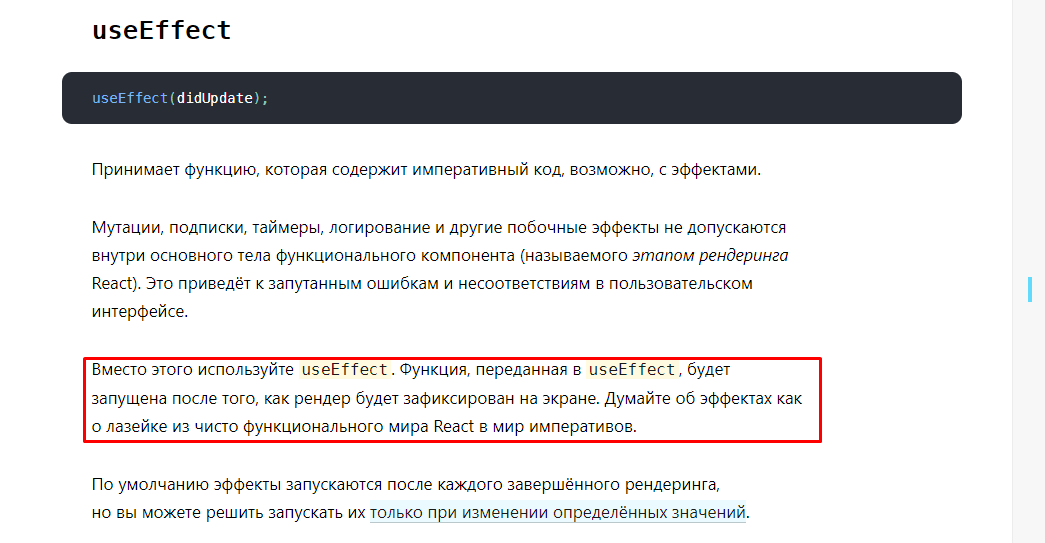 useEffect
useEffect(didUpdate);
Принимает функцию, которая содержит императивный код, возможно, с эффектами.
Мутации, подписки, таймеры, логирование и другие побочные эффекты не допускаются
внутри основного тела функционального компонента (называемого этапом рендеринга
React). Это приведёт к запутанным ошибкам и несоответствиям в пользовательском
интерфейсе.
Вместо этого используйте useEffect. Функция, переданная в useEffect, будет
запущена после того, как рендер будет зафиксирован на экране. Думайте об эффектах как
о лазейке из чисто функционального мира React в мир императивов.
По умолчанию эффекты запускаются после каждого завершённого рендеринга,
но вы можете решить запускать их только при изменении определённых значений.